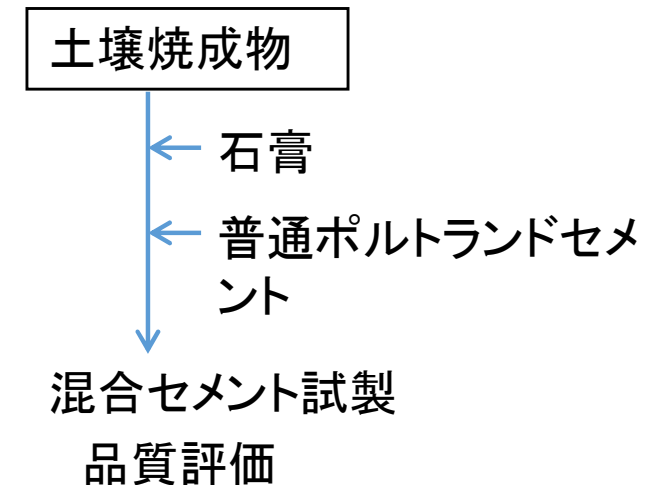 土壌焼成物
石膏
普通ポルトランドセメ
ント
混合セメント試製
品質評価